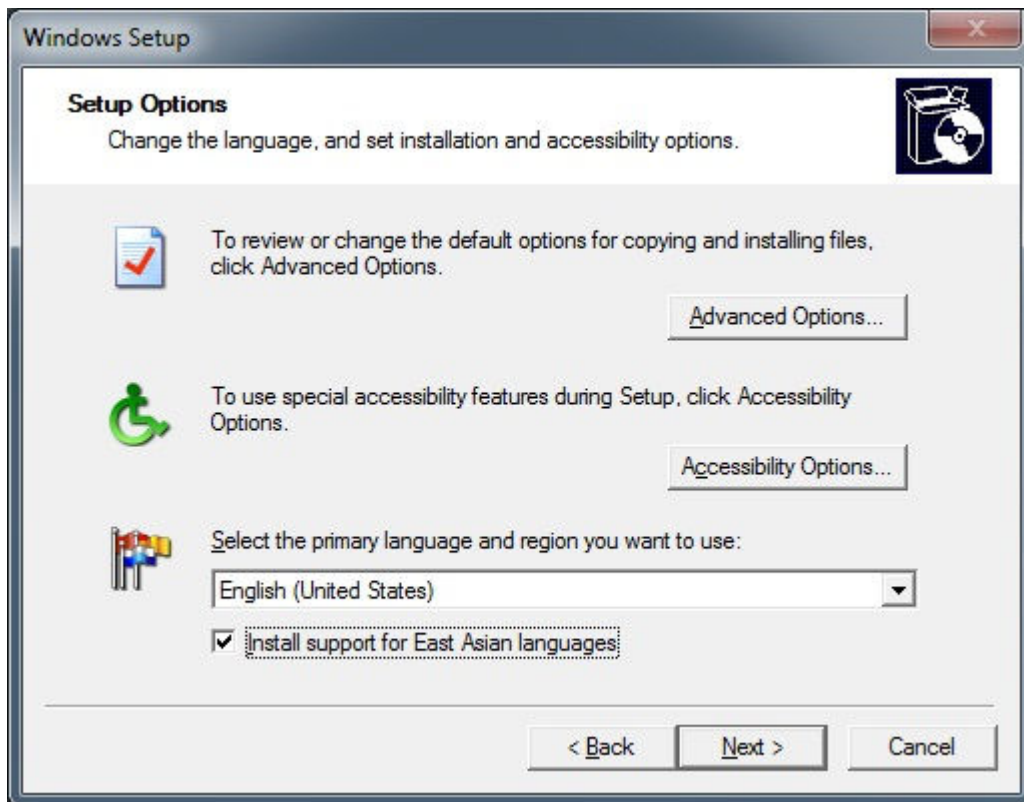 Windows Setup
Setup Options
Change the language, and set installation and accessibility options.
To review or change the default options for copying and installing files,
click Advanced Options.
Advanced Options...
To use special accessibility features during Setup, click Accessibility
Options.
Accessibility Options...
Select the primary language and region you want to use:
English (United States)
Install support for East Asian languages
< Back
Next >
Cancel